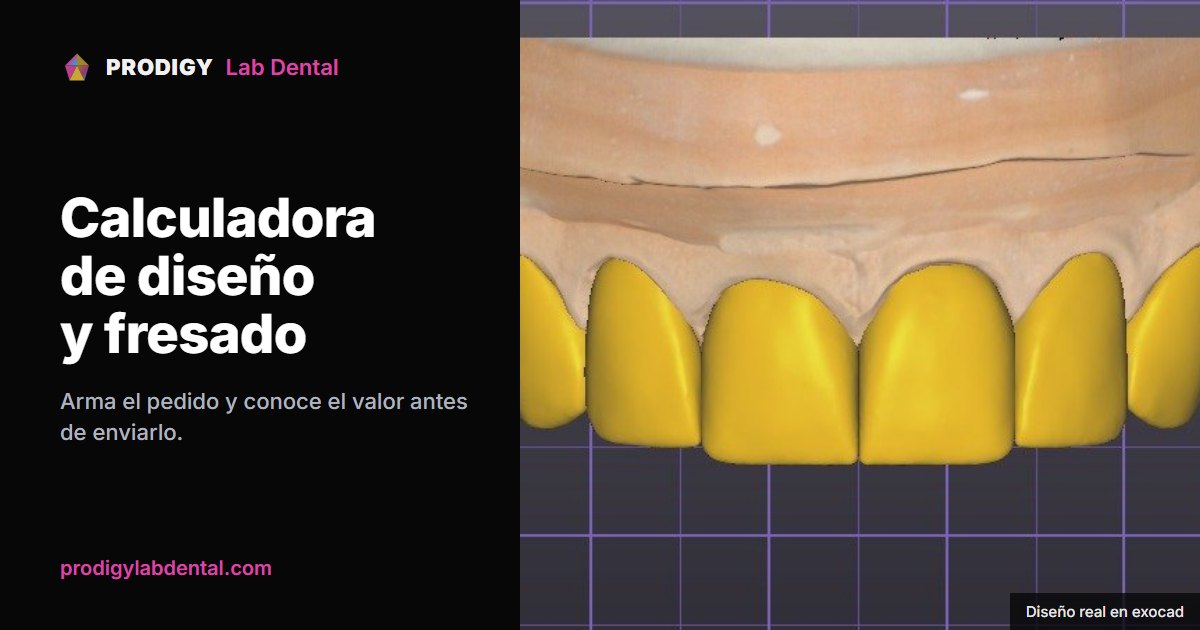 PRODIGY Lab Dental
Calculadora
de diseño
y fresado
Arma el pedido y conoce el valor antes
de enviarlo.
prodigylabdental.com
Diseño real en exocad